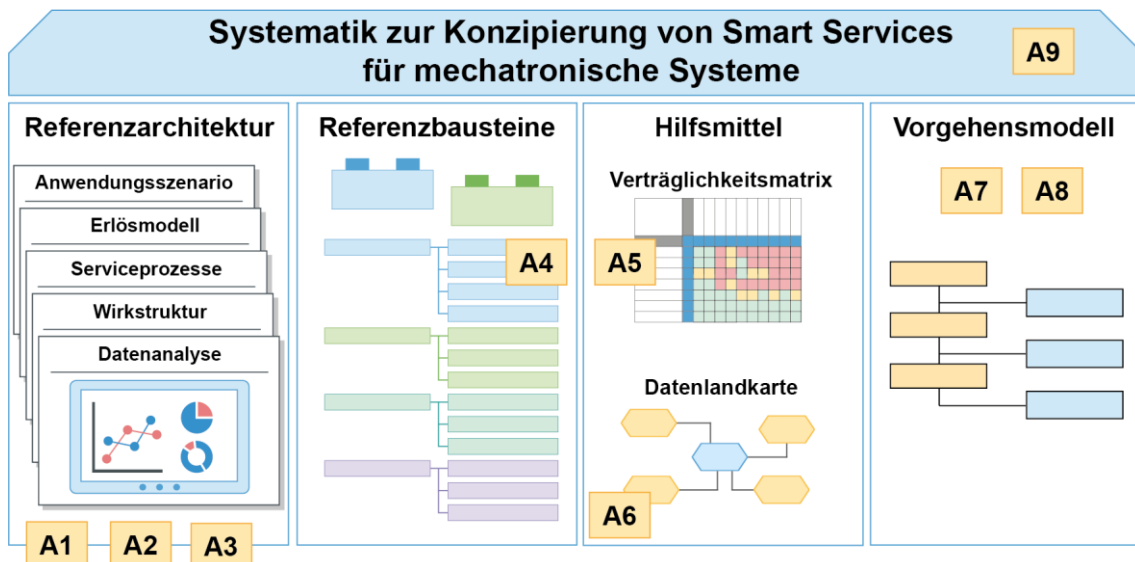 Systematik zur Konzipierung von Smart Services
für mechatronische Systeme
A9
Referenzarchitektur
Anwendungsszenario
Erlösmodell
Serviceprozesse
Wirkstruktur
Datenanalyse
A1
A2
A3
Referenzbausteine
A4
Hilfsmittel
Verträglichkeitsmatrix
A5
Datenlandkarte
A6
Vorgehensmodell
A7
A8